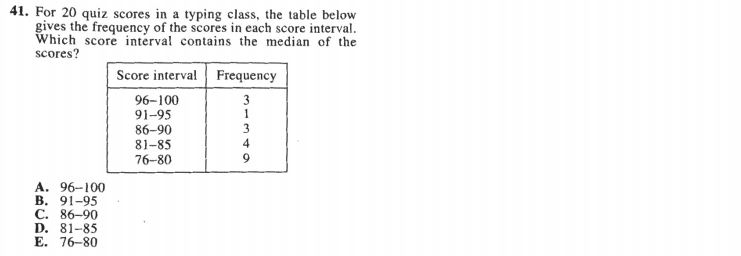 41. For 20 quiz scores in a typing class, the table below
gives the frequency of the scores in each score interval.
Which score interval contains the median of the
scores?
Score interval Frequency
96–100 3
91–95 1
86–90 3
81–85 4
76–80 9
A. 96–100
B. 91–95
C. 86–90
D. 81–85
E. 76–80